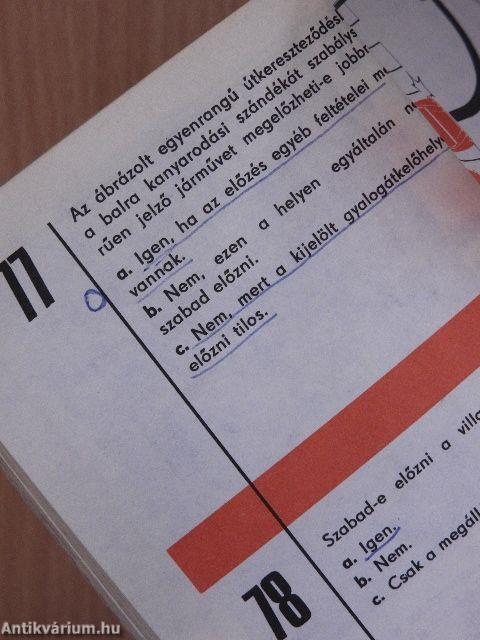 77
Az ábrázolt egyenrangú útkereszteződési
a balra kanyarodási szándékát szabálys
rűen jelző járművet megelőzheti-e jobbr
a. Igen, ha az előzés egyéb feltételei m
vannak.
b. Nem, ezen a helyen egyáltalán n
szabad előzni.
c. Nem, mert a kijelölt gyalogátkelőhely
előzni tilos.
78
Szabad-e előzni a villa
a. Igen.
b. Nem.
c. Csak a megáll
Antikvárium.hu